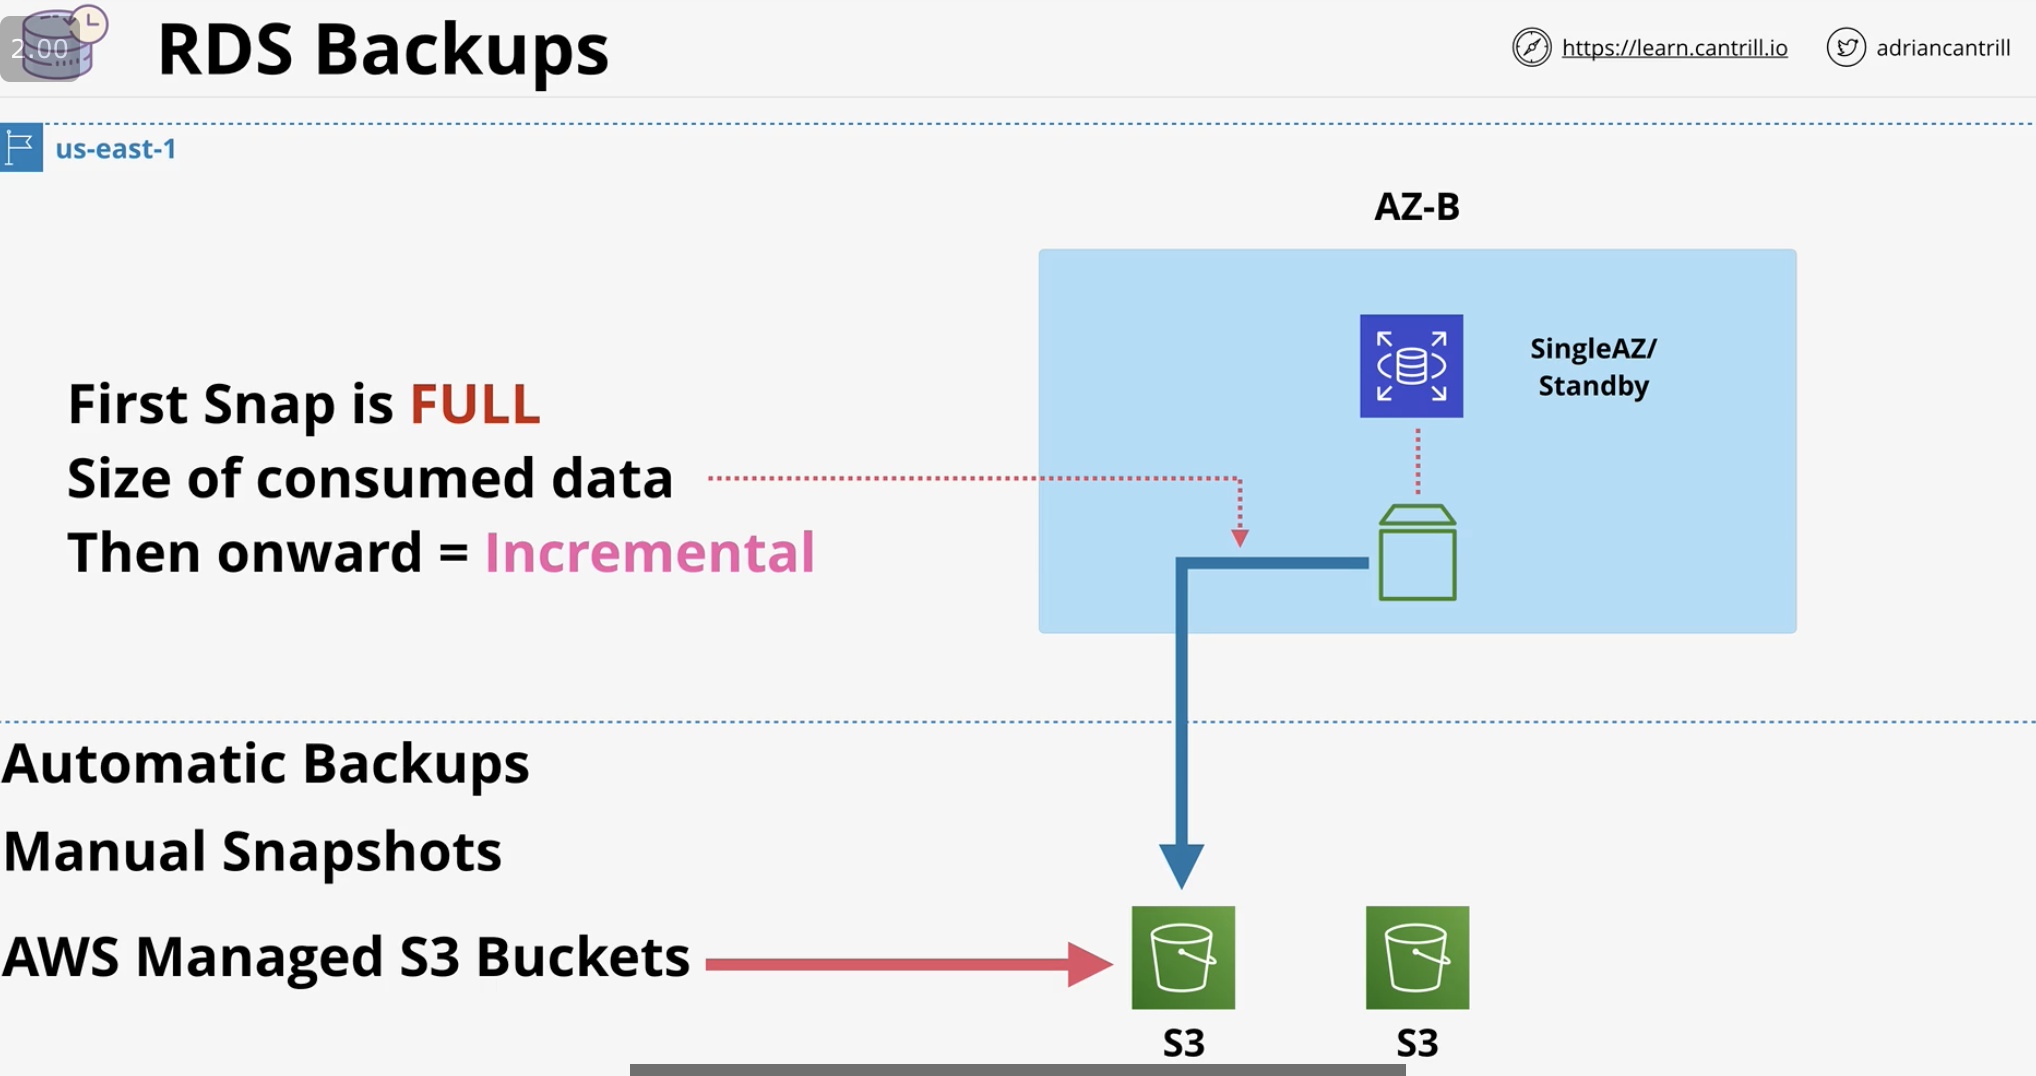 2.00
RDS Backups
https://learn.cantrill.io
adriancantrill
us-east-1
AZ-B
SingleAZ/
Standby
First Snap is FULL
Size of consumed data
Then onward = Incremental
Automatic Backups
Manual Snapshots
AWS Managed S3 Buckets
S3
S3